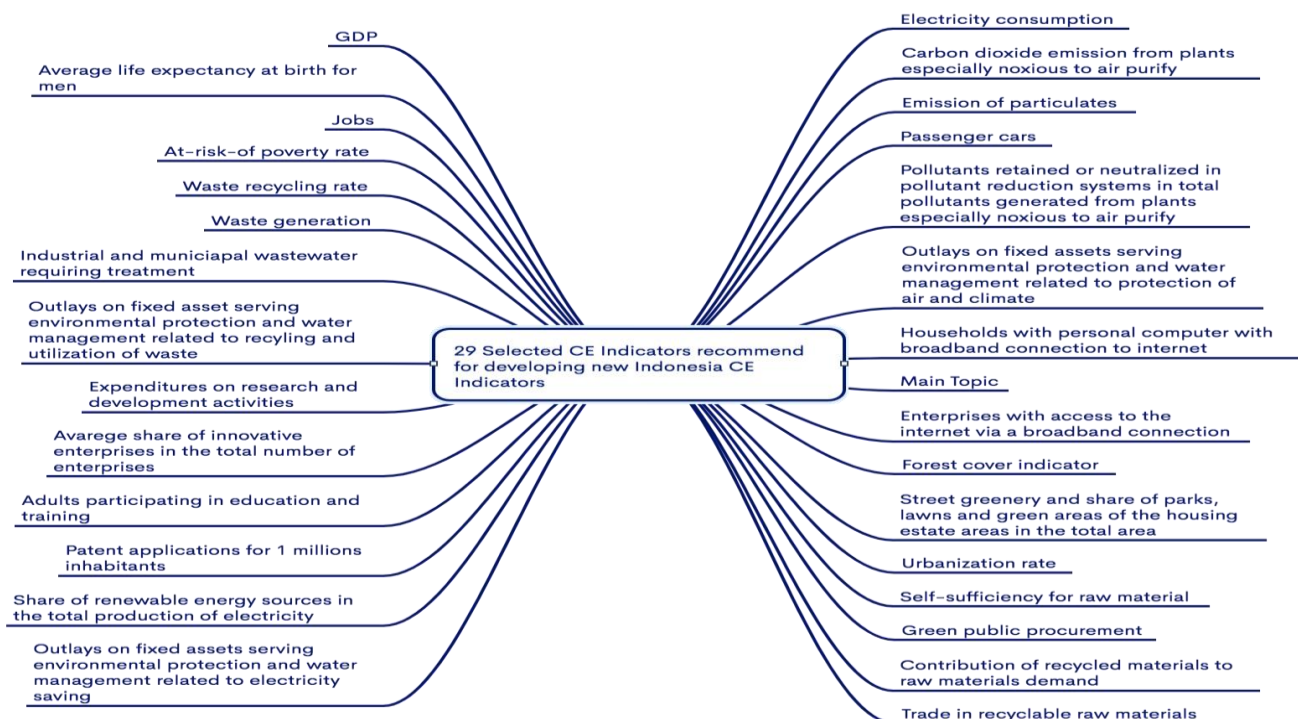 GDP
Average life expectancy at birth for
men
Jobs
At-risk-of poverty rate
Waste recycling rate
Waste generation
Industrial and municiapal wastewater
requiring treatment
Outlays on fixed asset serving
environmental protection and water
management related to recyling and
utilization of waste
Expenditures on research and
development activities
Avarege share of innovative
enterprises in the total number of
enterprises
Adults participating in education and
training
Patent applications for 1 millions
inhabitants
Share of renewable energy sources in
the total production of electricity
Outlays on fixed assets serving
environmental protection and water
management related to electricity
saving
29 Selected CE Indicators recommend
for developing new Indonesia CE
Indicators
Electricity consumption
Carbon dioxide emission from plants
especially noxious to air purify
Emission of particulates
Passenger cars
Pollutants retained or neutralized in
pollutant reduction systems in total
pollutants generated from plants
especially noxious to air purify
Outlays on fixed assets serving
environmental protection and water
management related to protection of
air and climate
Households with personal computer with
broadband connection to internet
Main Topic
Enterprises with access to the
internet via a broadband connection
Forest cover indicator
Street greenery and share of parks,
lawns and green areas of the housing
estate areas in the total area
Urbanization rate
Self-sufficiency for raw material
Green public procurement
Contribution of recycled materials to
raw materials demand
Trade in recyclable raw materials